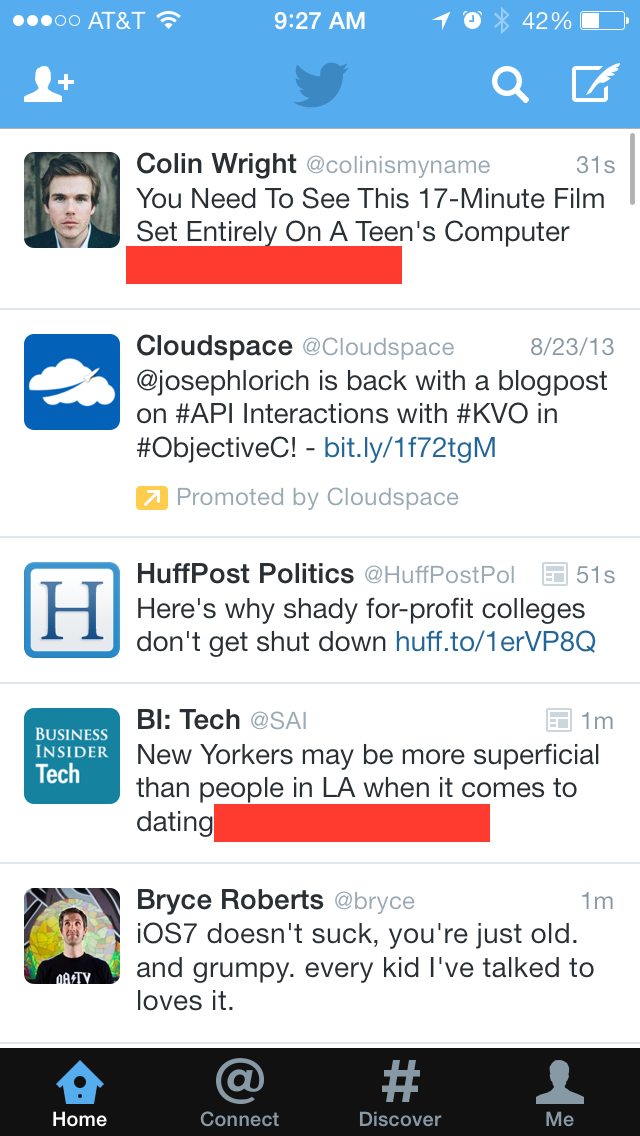 AT&T 9:27 AM 42%
Colin Wright @colinismyname 31s
You Need To See This 17-Minute Film
Set Entirely On A Teen's Computer
Cloudspace @Cloudspace 8/23/13
@josephlorich is back with a blogpost
on #API Interactions with #KVO in
#ObjectiveC! - bit.ly/1f72tgM
Promoted by Cloudspace
H
HuffPost Politics @HuffPostPol 51s
Here's why shady for-profit colleges
don't get shut down huff.to/1erVP8Q
BUSINESS
INSIDER
Tech
BI: Tech @SAI 1m
New Yorkers may be more superficial
than people in LA when it comes to
dating
Bryce Roberts @bryce 1m
iOS7 doesn't suck, you're just old.
and grumpy. every kid I've talked to
loves it.
Home Connect Discover Me